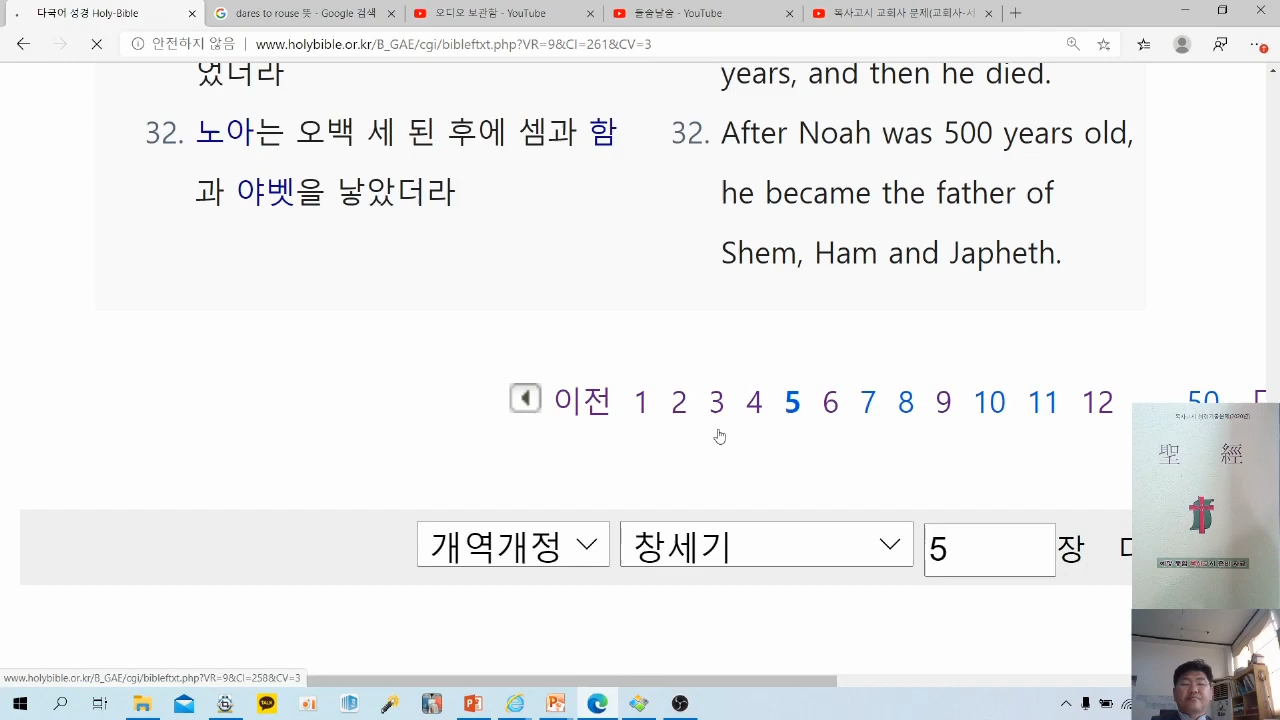 다국어 성경 Holy-Bible
dares to rouse 뜻 - Google 검색
오디오 보관함 - YouTube
들숨날숨 - YouTube
목사고시 교회사 문제(교회사-서
안전하지 않음
www.holybible.or.kr/B_GAE/cgi/bibleftxt.php?VR=9&CI=261&CV=3
었더라
years, and then he died.
32. 노아는 오백 세 된 후에 셈과 함
과 야벳을 낳았더라
32. After Noah was 500 years old,
he became the father of
Shem, Ham and Japheth.
이전 1 2 3 4 5 6 7 8 9 10 11 12 50
개역개정 창세기 5 장
聖 經
www.holybible.or.kr/B_GAE/cgi/bibleftxt.php?VR=9&CI=258&CV=3
TALK